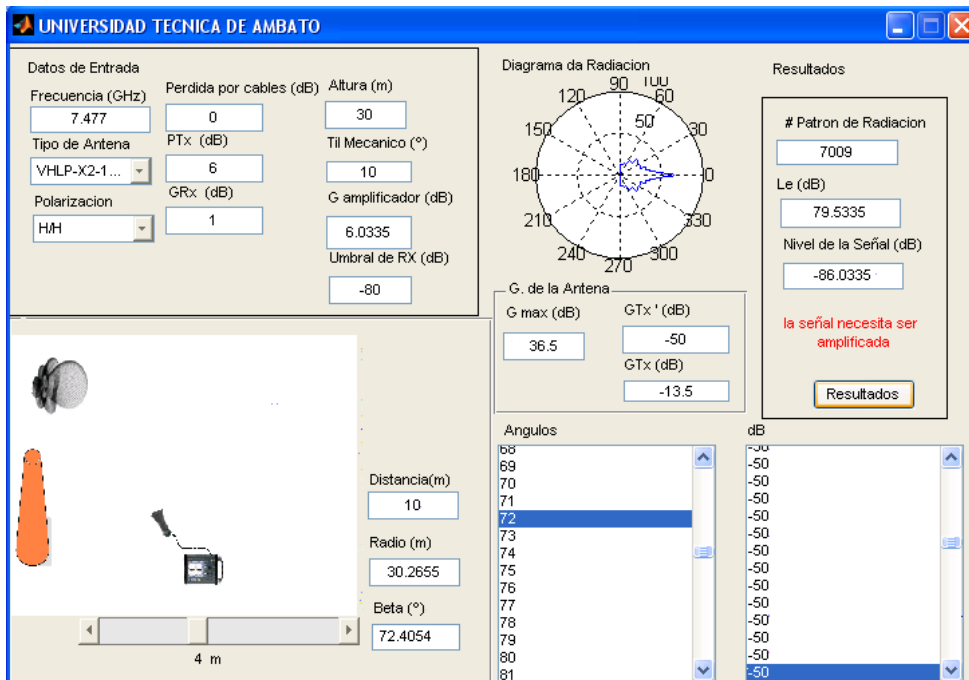 UNIVERSIDAD TECNICA DE AMBATO
Datos de Entrada
Frecuencia (GHz)
7.477
Tipo de Antena
VHLP-X2-1...
Polarizacion
H/H
Perdida por cables (dB)
0
PTx (dB)
6
GRx (dB)
1
Altura (m)
30
Til Mecanico (º)
10
G amplificador (dB)
6.0335
Umbral de RX (dB)
-80
Diagrama da Radiacion
90
100
120
60
50
150
30
180
0
210
330
240
300
270
G. de la Antena
G max (dB)
36.5
GTx ' (dB)
-50
GTx (dB)
-13.5
Resultados
# Patron de Radiacion
7009
Le (dB)
79.5335
Nivel de la Señal (dB)
-86.0335
la señal necesita ser
amplificada
Resultados
Distancia(m)
10
Radio (m)
30.2655
Beta (º)
72.4054
4 m
Angulos
68
69
70
71
72
73
74
75
76
77
78
79
80
81
dB
-50
-50
-50
-50
-50
-50
-50
-50
-50
-50
-50
-50
-50
-50